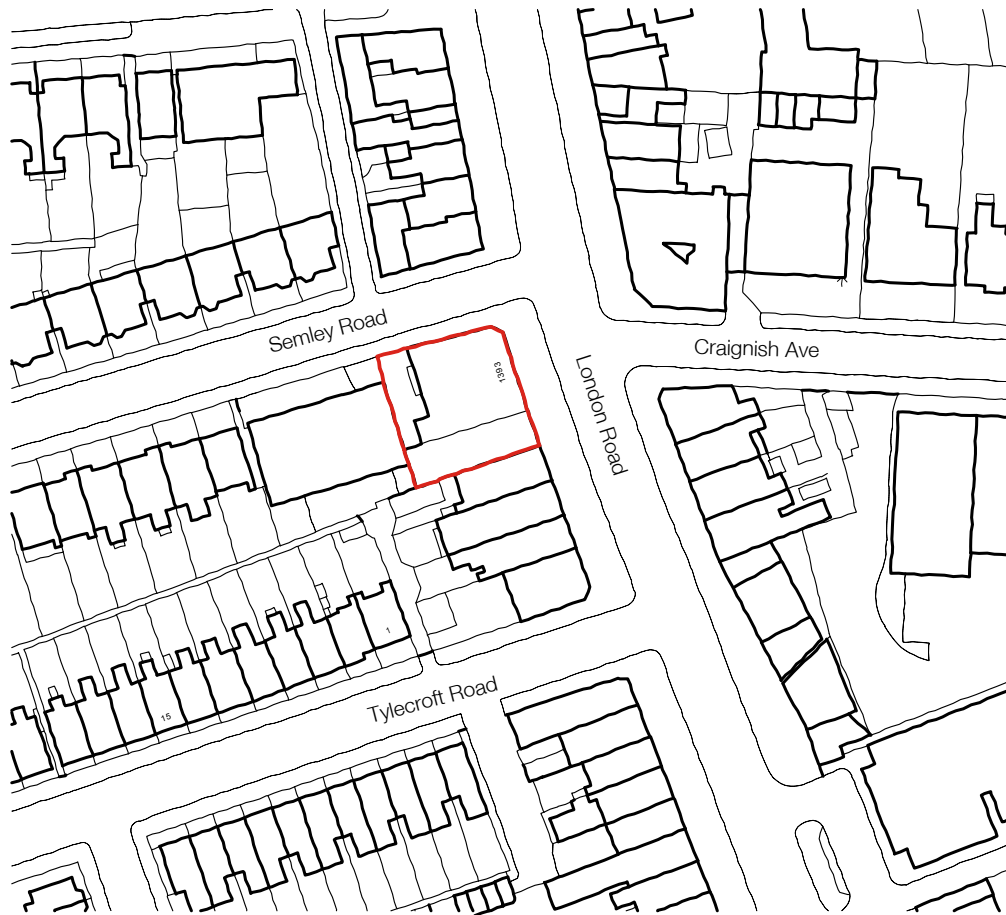 Semley Road
Craignish Ave
1393
London Road
1
Tylecroft Road
15